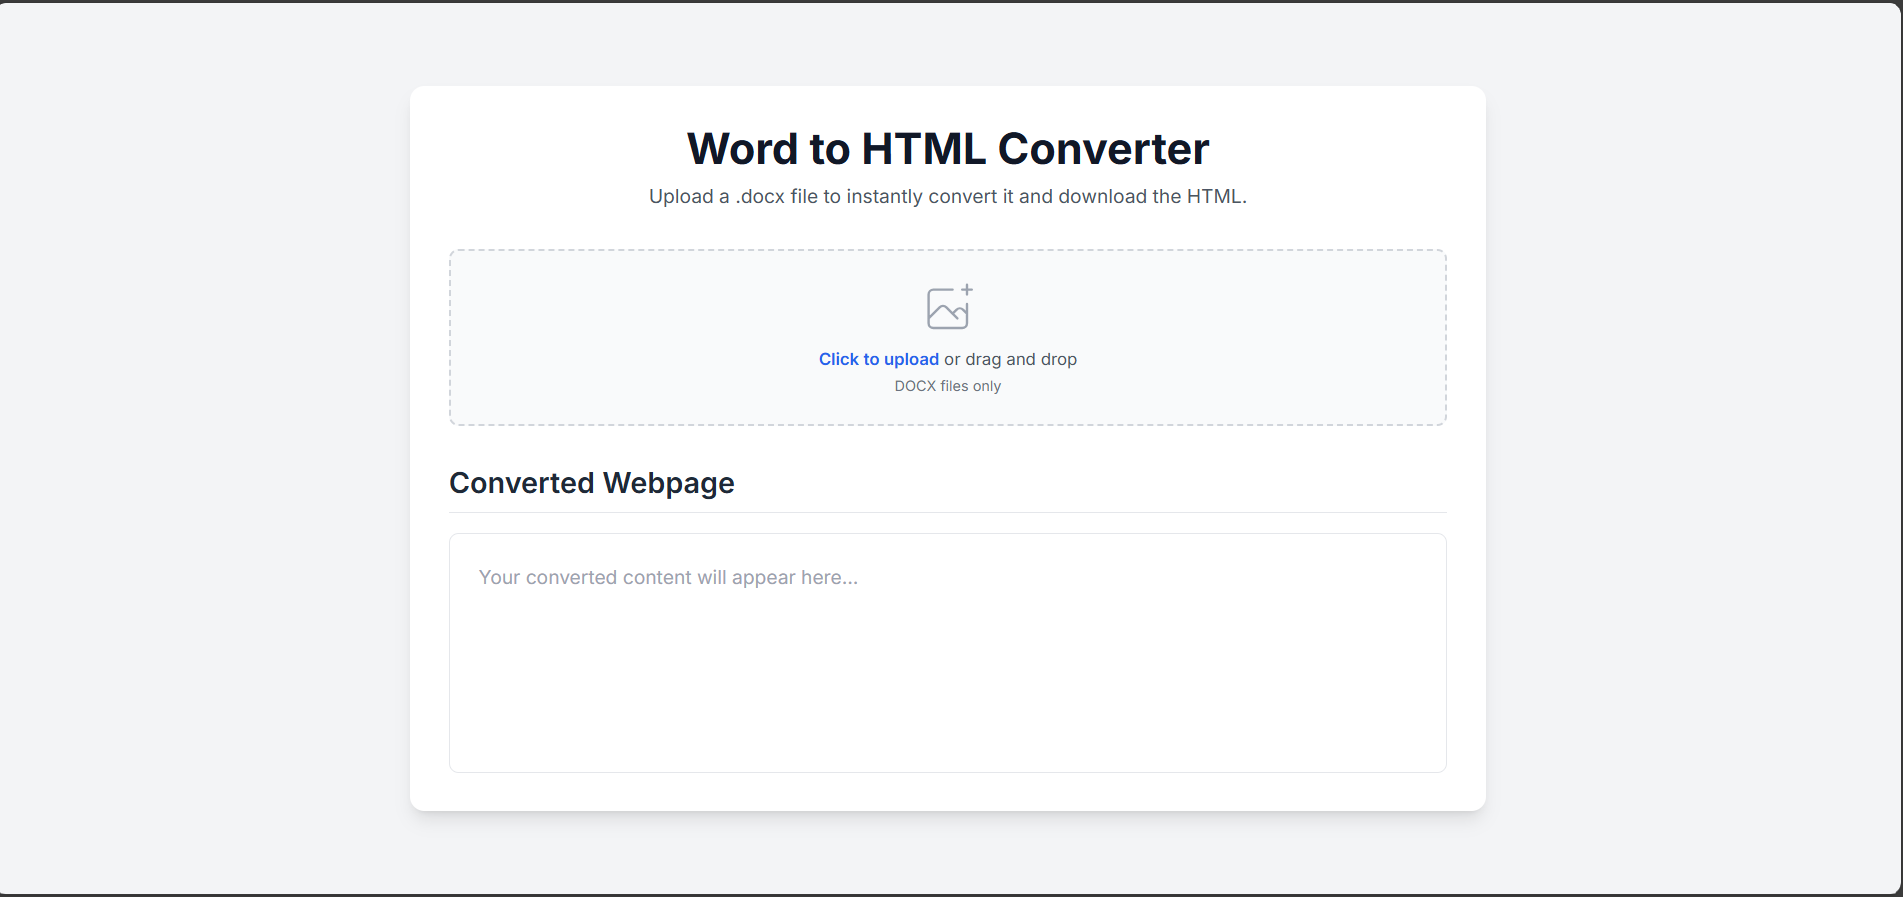 Word to HTML Converter
Upload a .docx file to instantly convert it and download the HTML.
Click to upload or drag and drop
DOCX files only
Converted Webpage
Your converted content will appear here...